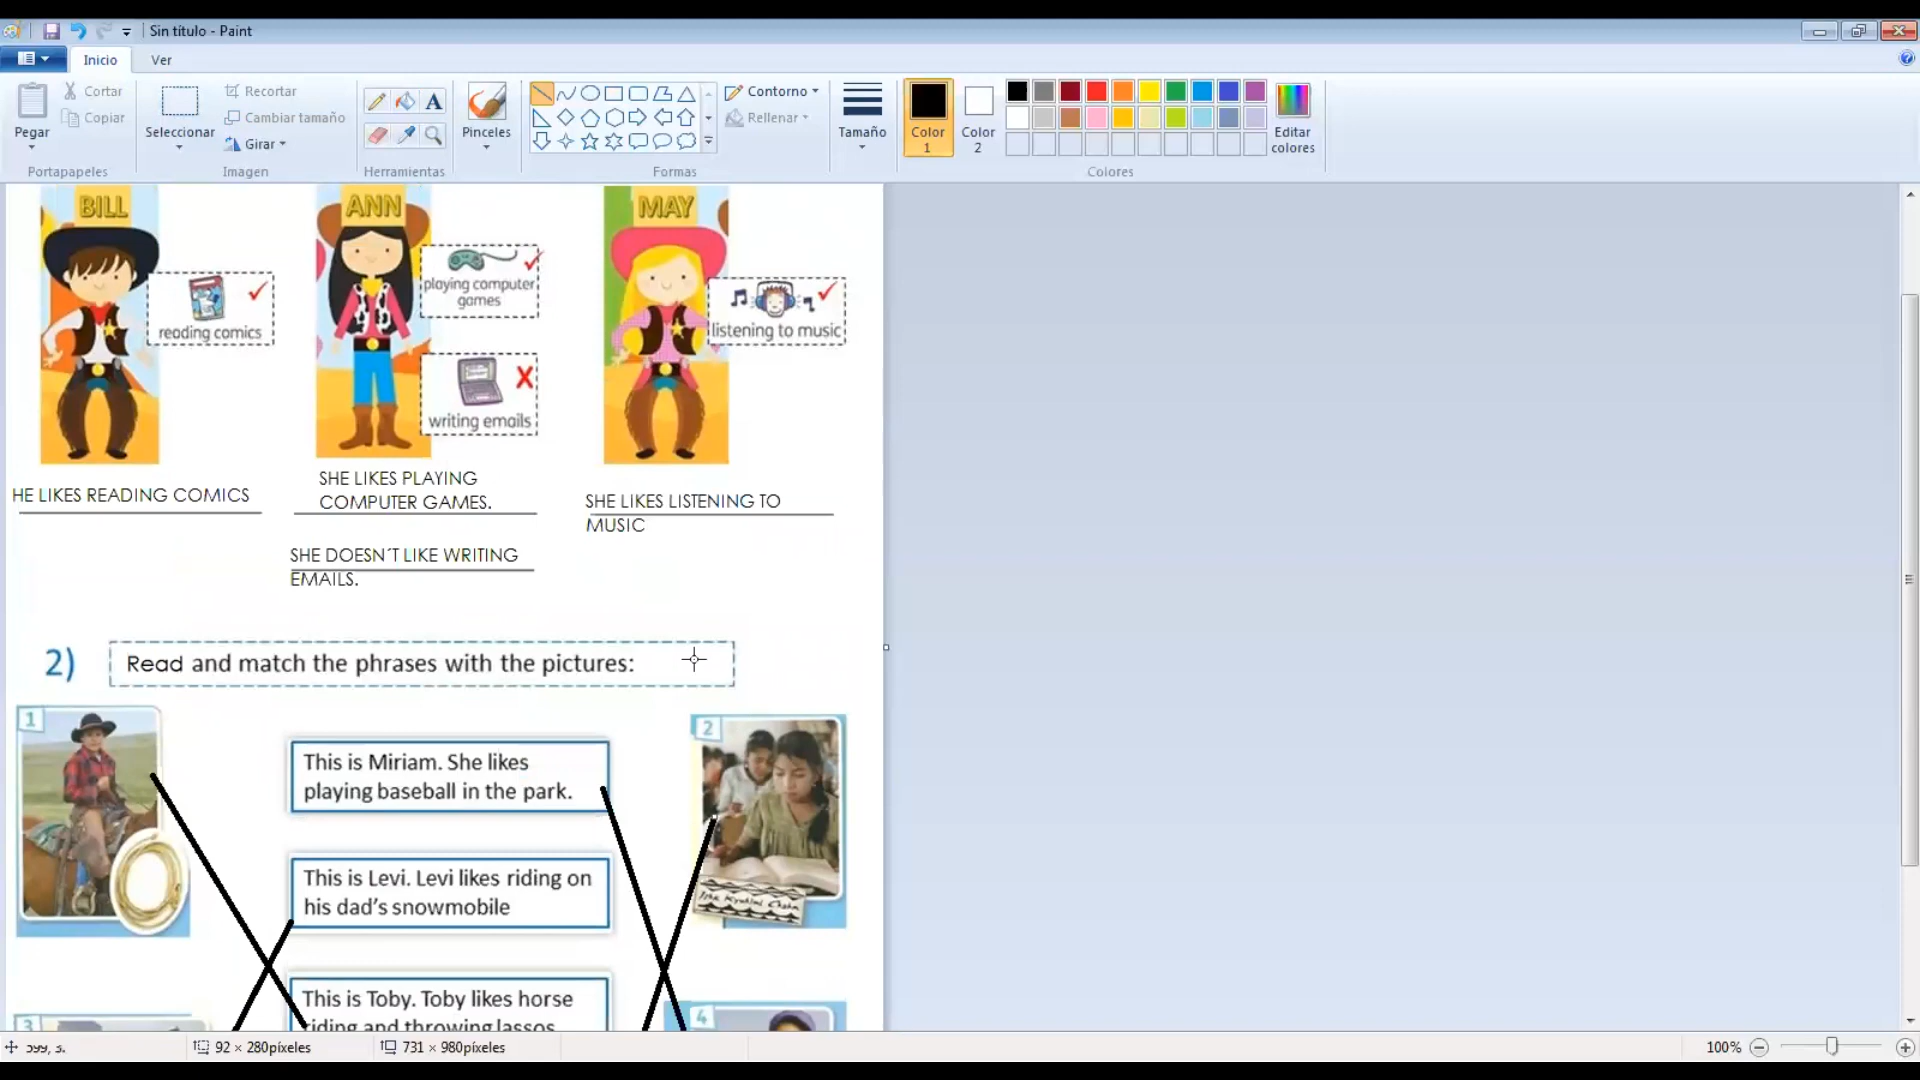 Sin título - Paint
Inicio
Ver
Pegar
Cortar
Copiar
Portapapeles
Seleccionar
Recortar
Cambiar tamaño
Girar
Imagen
A
Herramientas
Pinceles
Contorno
Rellenar
Formas
Tamaño
Color 1
Color 2
Editar colores
Colores
BILL
ANN
MAY
reading comics
playing computer
games
writing emails
listening to music
HE LIKES READING COMICS
SHE LIKES PLAYING
COMPUTER GAMES.
SHE DOESN´T LIKE WRITING
EMAILS.
SHE LIKES LISTENING TO
MUSIC
2)
Read and match the phrases with the pictures:
1
2
This is Miriam. She likes
playing baseball in the park.
This is Levi. Levi likes riding on
his dad's snowmobile
This is Toby. Toby likes horse
riding and throwing lassos
3
4
92 × 280píxeles
731 × 980píxeles
100%